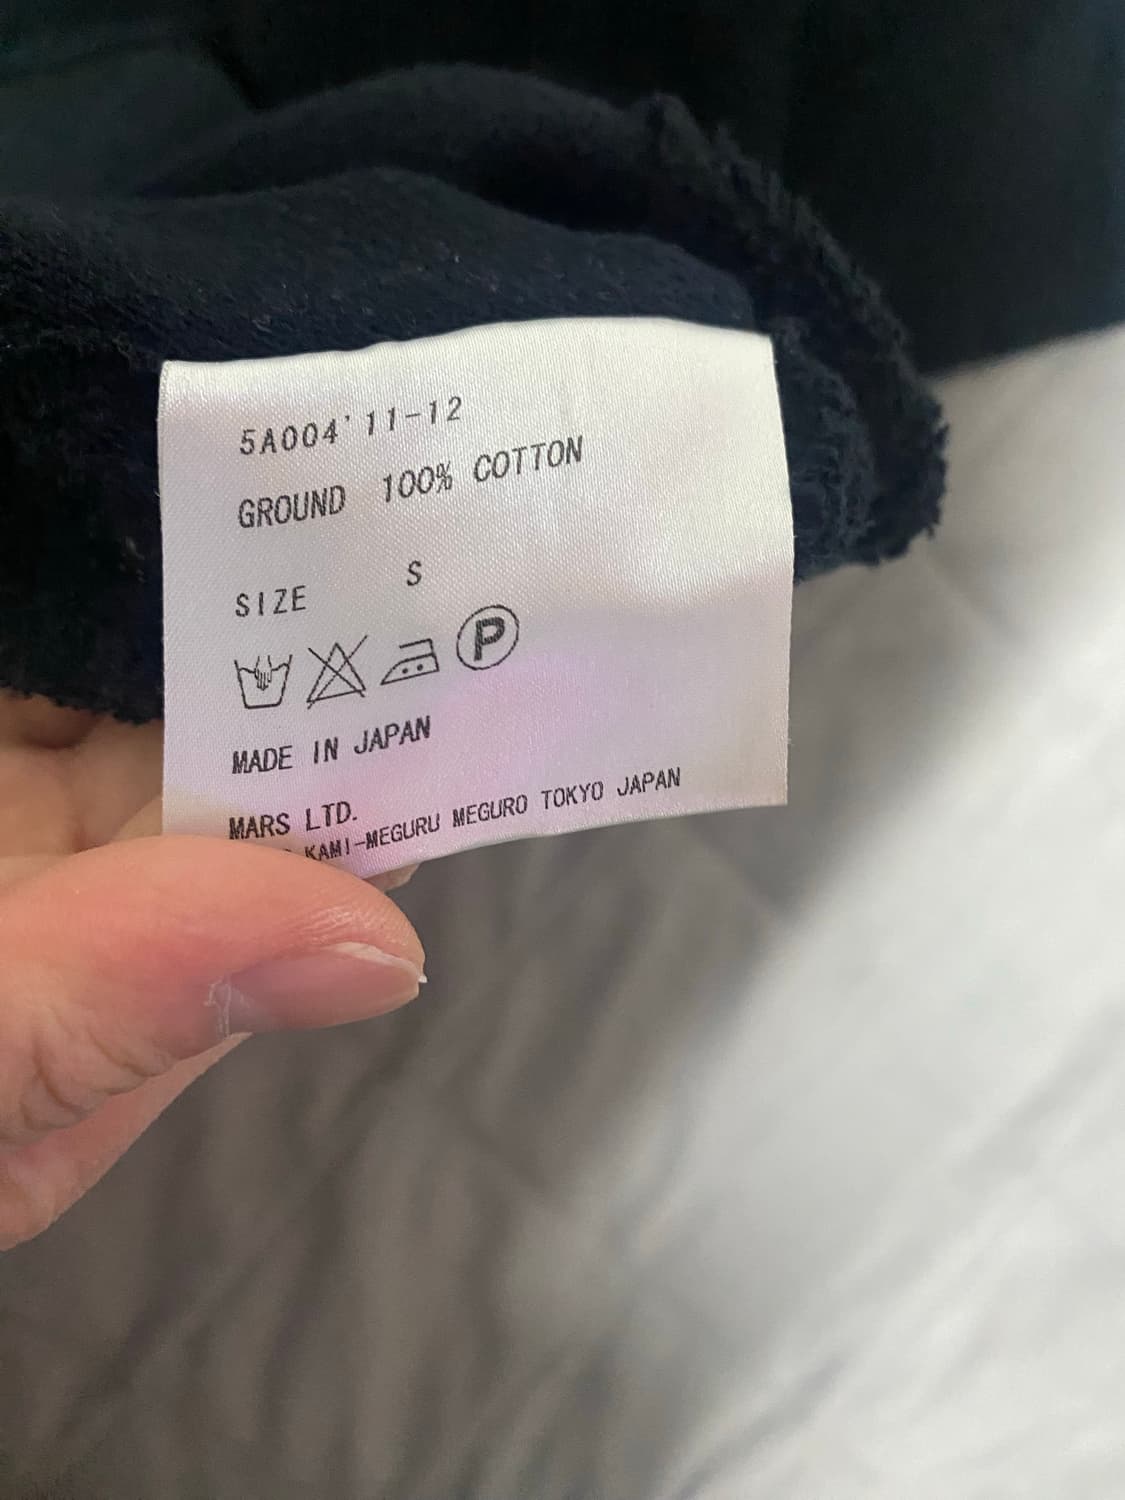 5A004'11-12
GROUND 100% COTTON
SIZE S
P
MADE IN JAPAN
MARS LTD.
KAMI-MEGURU MEGURO TOKYO JAPAN